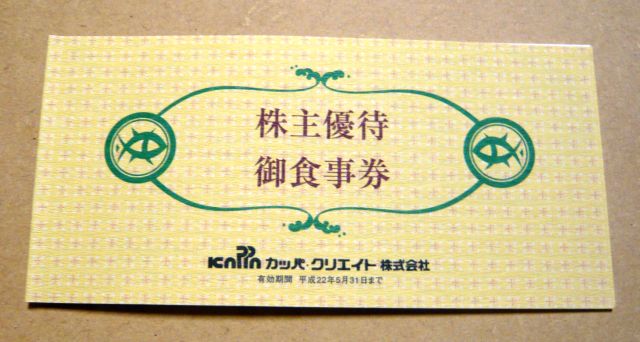 株主優待
御食事券
KAPPA カッパ・クリエイト株式会社
有効期間 平成22年5月31日まで